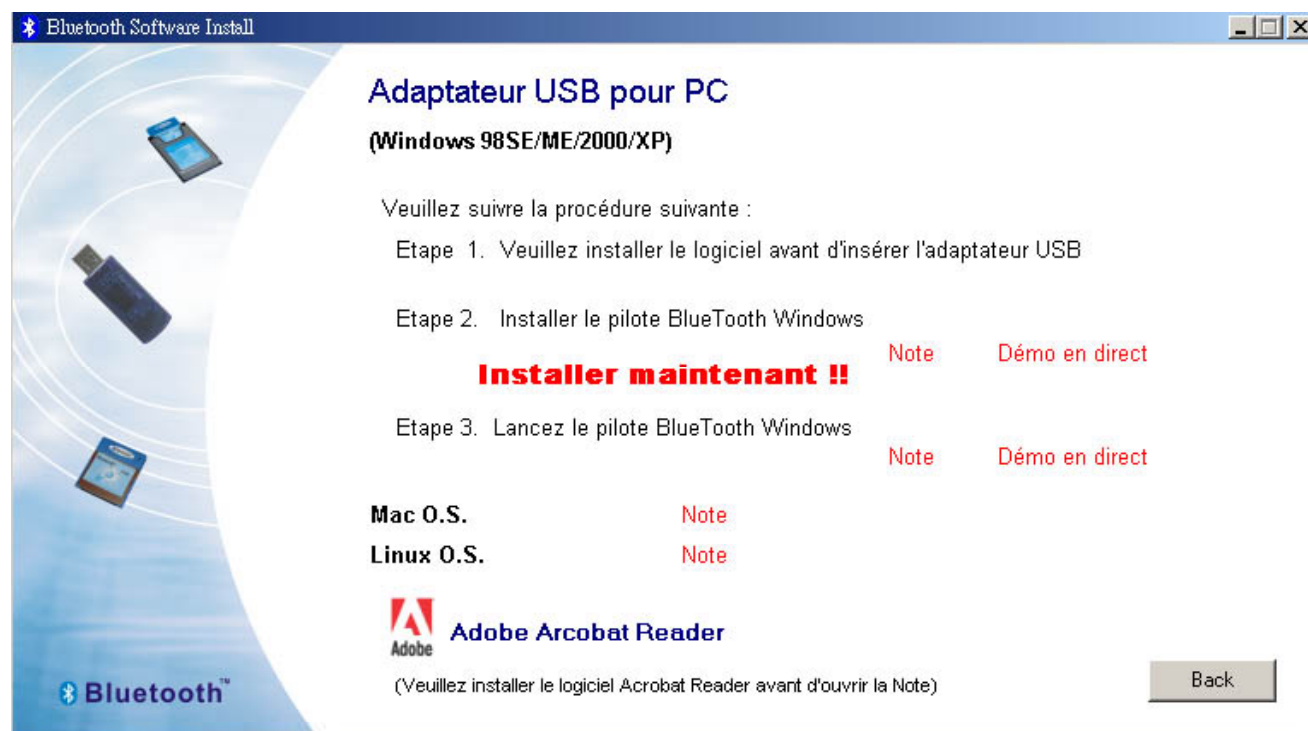 Bluetooth Software Install
Adaptateur USB pour PC
(Windows 98SE/ME/2000/XP)
Veuillez suivre la procédure suivante :
Etape 1. Veuillez installer le logiciel avant d'insérer l'adaptateur USB
Etape 2. Installer le pilote BlueTooth Windows
Note Démo en direct
Installer maintenant !!
Etape 3. Lancez le pilote BlueTooth Windows
Note Démo en direct
Mac O.S. Note
Linux O.S. Note
Adobe
Adobe Arcobat Reader
(Veuillez installer le logiciel Acrobat Reader avant d'ouvrir la Note)
Back
Bluetooth™